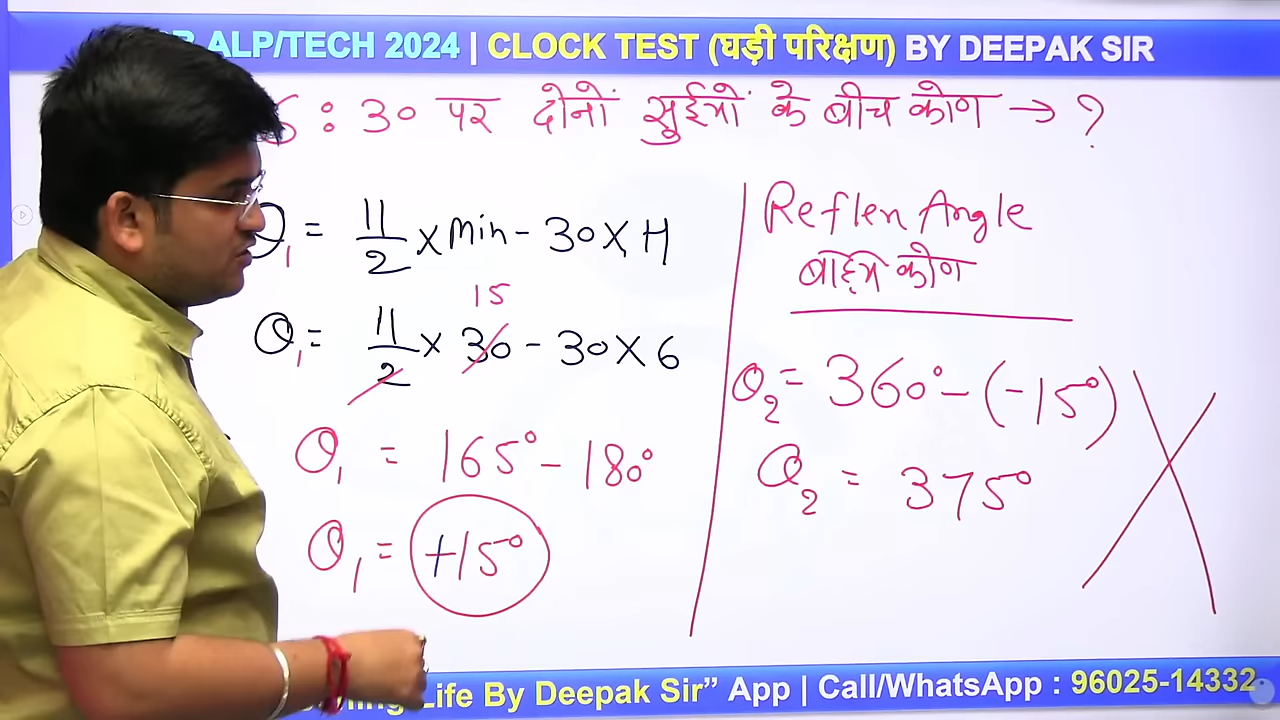 ALP/TECH 2024 | CLOCK TEST (घड़ी परिक्षण) BY DEEPAK SIR
6 : 30 पर दोनों सुईयों के बीच कोण → ?
θ₁ = 11/2 × Min - 30 × H
15
θ₁ = 11/2 × 30 - 30 × 6
θ₁ = 165° - 180°
θ₁ = +15°
Reflex Angle
बाह्य कोण
θ₂ = 360° - (-15°)
θ₂ = 375°
Life By Deepak Sir” App | Call/WhatsApp : 96025-14332